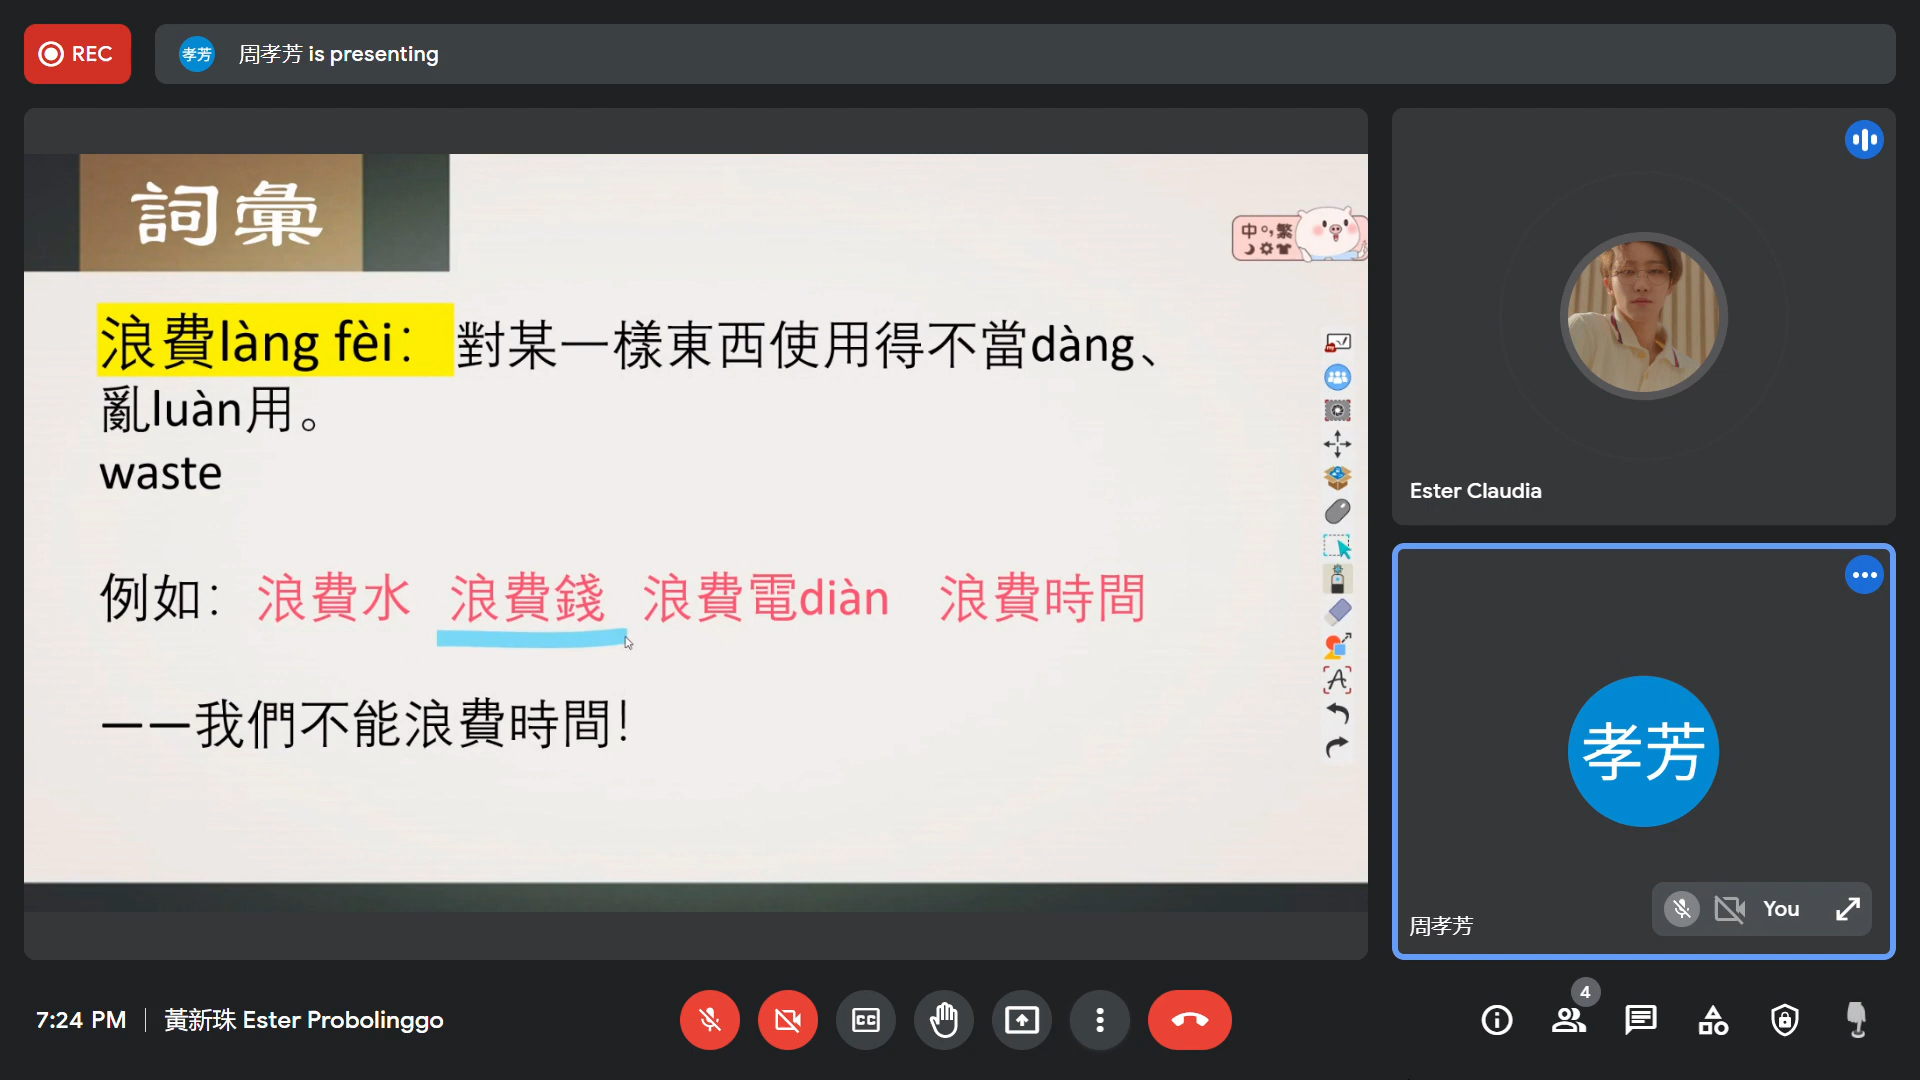 REC
孝芳
周孝芳 is presenting
詞彙
中 °, 繁
浪費làng fèi：對某一樣東西使用得不當dàng、
亂luàn用。
waste
例如：浪費水 浪費錢 浪費電diàn 浪費時間
——我們不能浪費時間！
Ester Claudia
孝芳
周孝芳
You
7:24 PM
黃新珠 Ester Probolinggo
CC
4